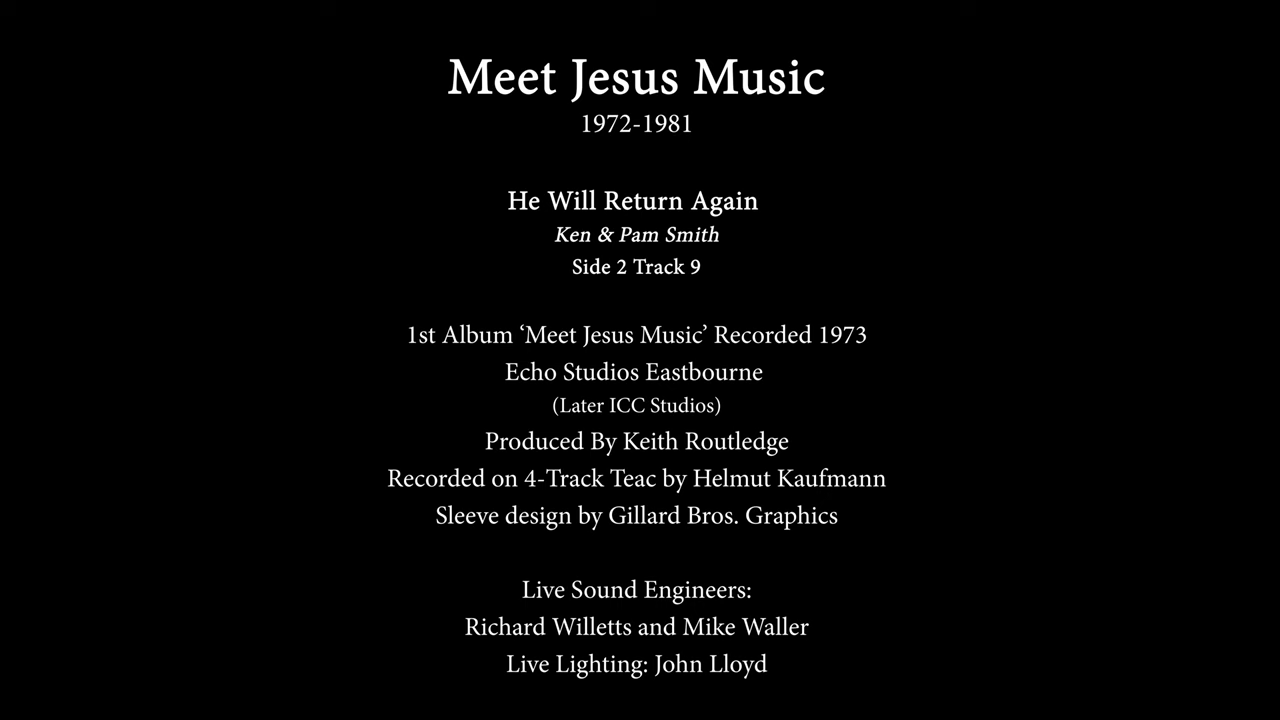 Meet Jesus Music
1972-1981
He Will Return Again
Ken & Pam Smith
Side 2 Track 9
1st Album ‘Meet Jesus Music’ Recorded 1973
Echo Studios Eastbourne
(Later ICC Studios)
Produced By Keith Routledge
Recorded on 4-Track Teac by Helmut Kaufmann
Sleeve design by Gillard Bros. Graphics
Live Sound Engineers:
Richard Willetts and Mike Waller
Live Lighting: John Lloyd